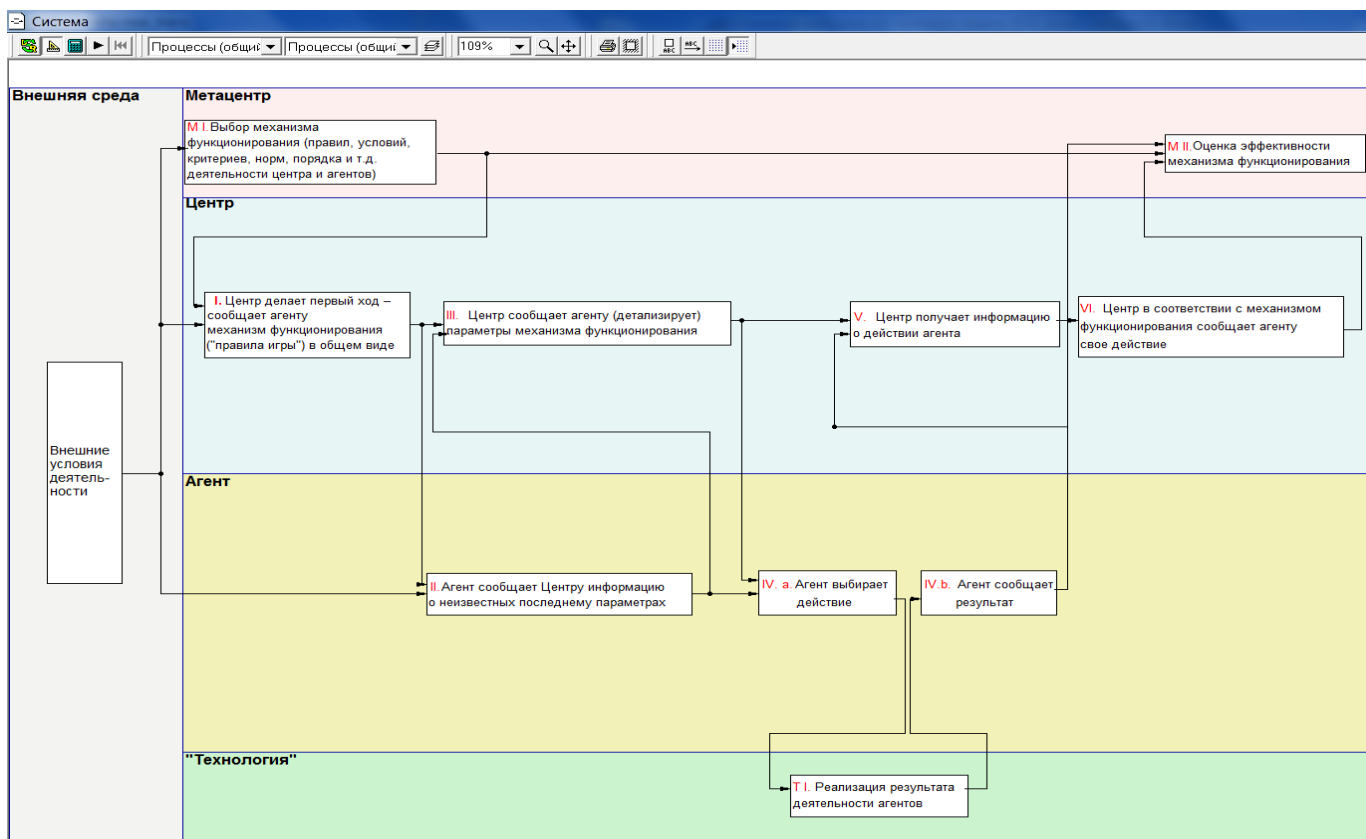 Система
Процессы (общий
Процессы (общий
109%
ABC
ABC
Внешняя среда
Метацентр
M I. Выбор механизма
функционирования (правил, условий,
критериев, норм, порядка и т.д.
деятельности центра и агентов)
M II. Оценка эффективности
механизма функционирования
Центр
I. Центр делает первый ход –
сообщает агенту
механизм функционирования
("правила игры") в общем виде
III. Центр сообщает агенту (детализирует)
параметры механизма функционирования
V. Центр получает информацию
о действии агента
VI. Центр в соответствии с механизмом
функционирования сообщает агенту
свое действие
Внешние
условия
деятель-
ности
Агент
II. Агент сообщает Центру информацию
о неизвестных последнему параметрах
IV. a. Агент выбирает
действие
IV.b. Агент сообщает
результат
"Технология"
T I. Реализация результата
деятельности агентов